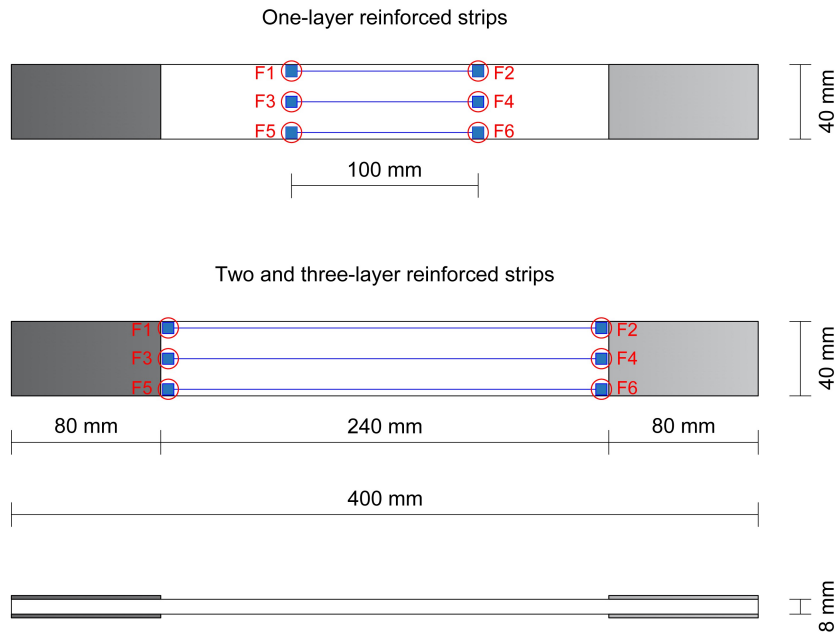 One-layer reinforced strips
F1 F2
F3 F4
F5 F6
40 mm
100 mm
Two and three-layer reinforced strips
F1 F2
F3 F4
F5 F6
40 mm
80 mm 240 mm 80 mm
400 mm
8 mm